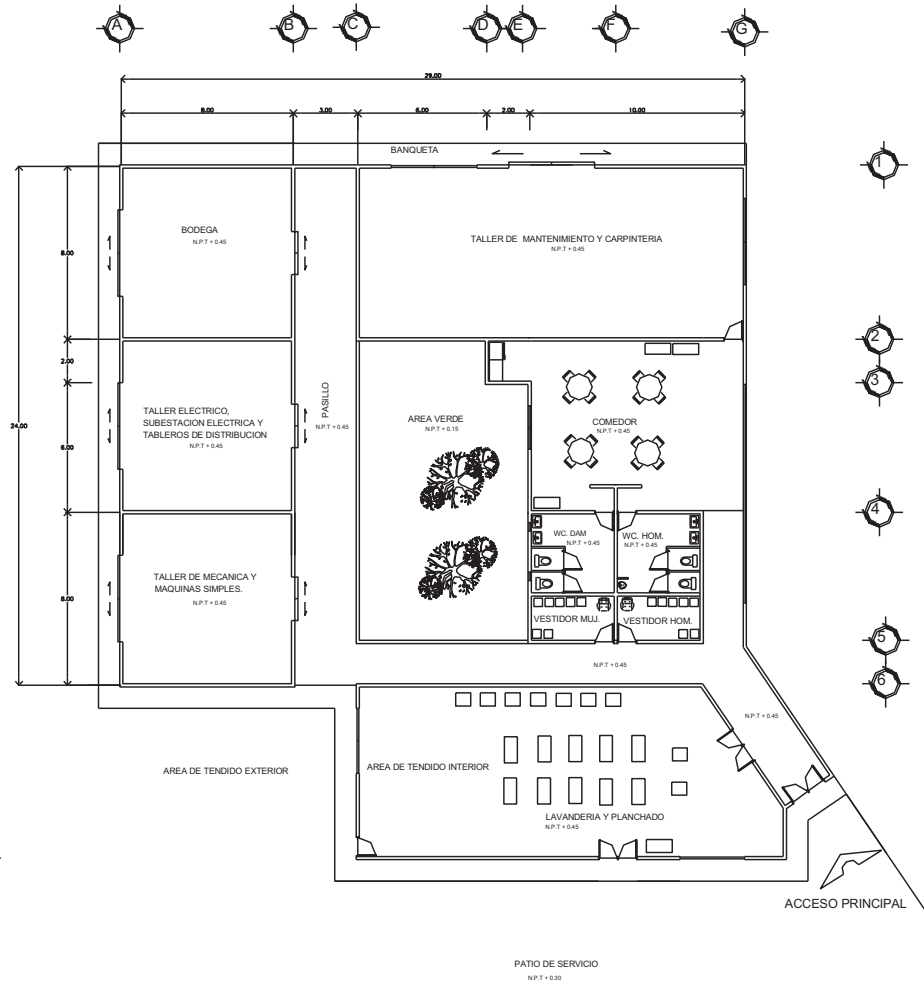 A
B
C
D
E
F
G
29.00
8.00
3.00
6.00
2.00
10.00
BANQUETA
1
BODEGA
N.P.T + 0.45
TALLER DE MANTENIMIENTO Y CARPINTERIA
N.P.T + 0.45
8.00
2
2.00
3
24.00
6.00
TALLER ELECTRICO,
SUBESTACION ELECTRICA Y
TABLEROS DE DISTRIBUCION
N.P.T + 0.45
PASILLO
N.P.T + 0.45
AREA VERDE
N.P.T + 0.15
COMEDOR
N.P.T + 0.45
4
WC. DAM
N.P.T + 0.45
WC. HOM.
N.P.T + 0.45
8.00
TALLER DE MECANICA Y
MAQUINAS SIMPLES.
N.P.T + 0.45
VESTIDOR MUJ.
VESTIDOR HOM.
5
N.P.T + 0.45
6
N.P.T + 0.45
AREA DE TENDIDO EXTERIOR
AREA DE TENDIDO INTERIOR
LAVANDERIA Y PLANCHADO
N.P.T + 0.45
ACCESO PRINCIPAL
PATIO DE SERVICIO
N.P.T + 0.30